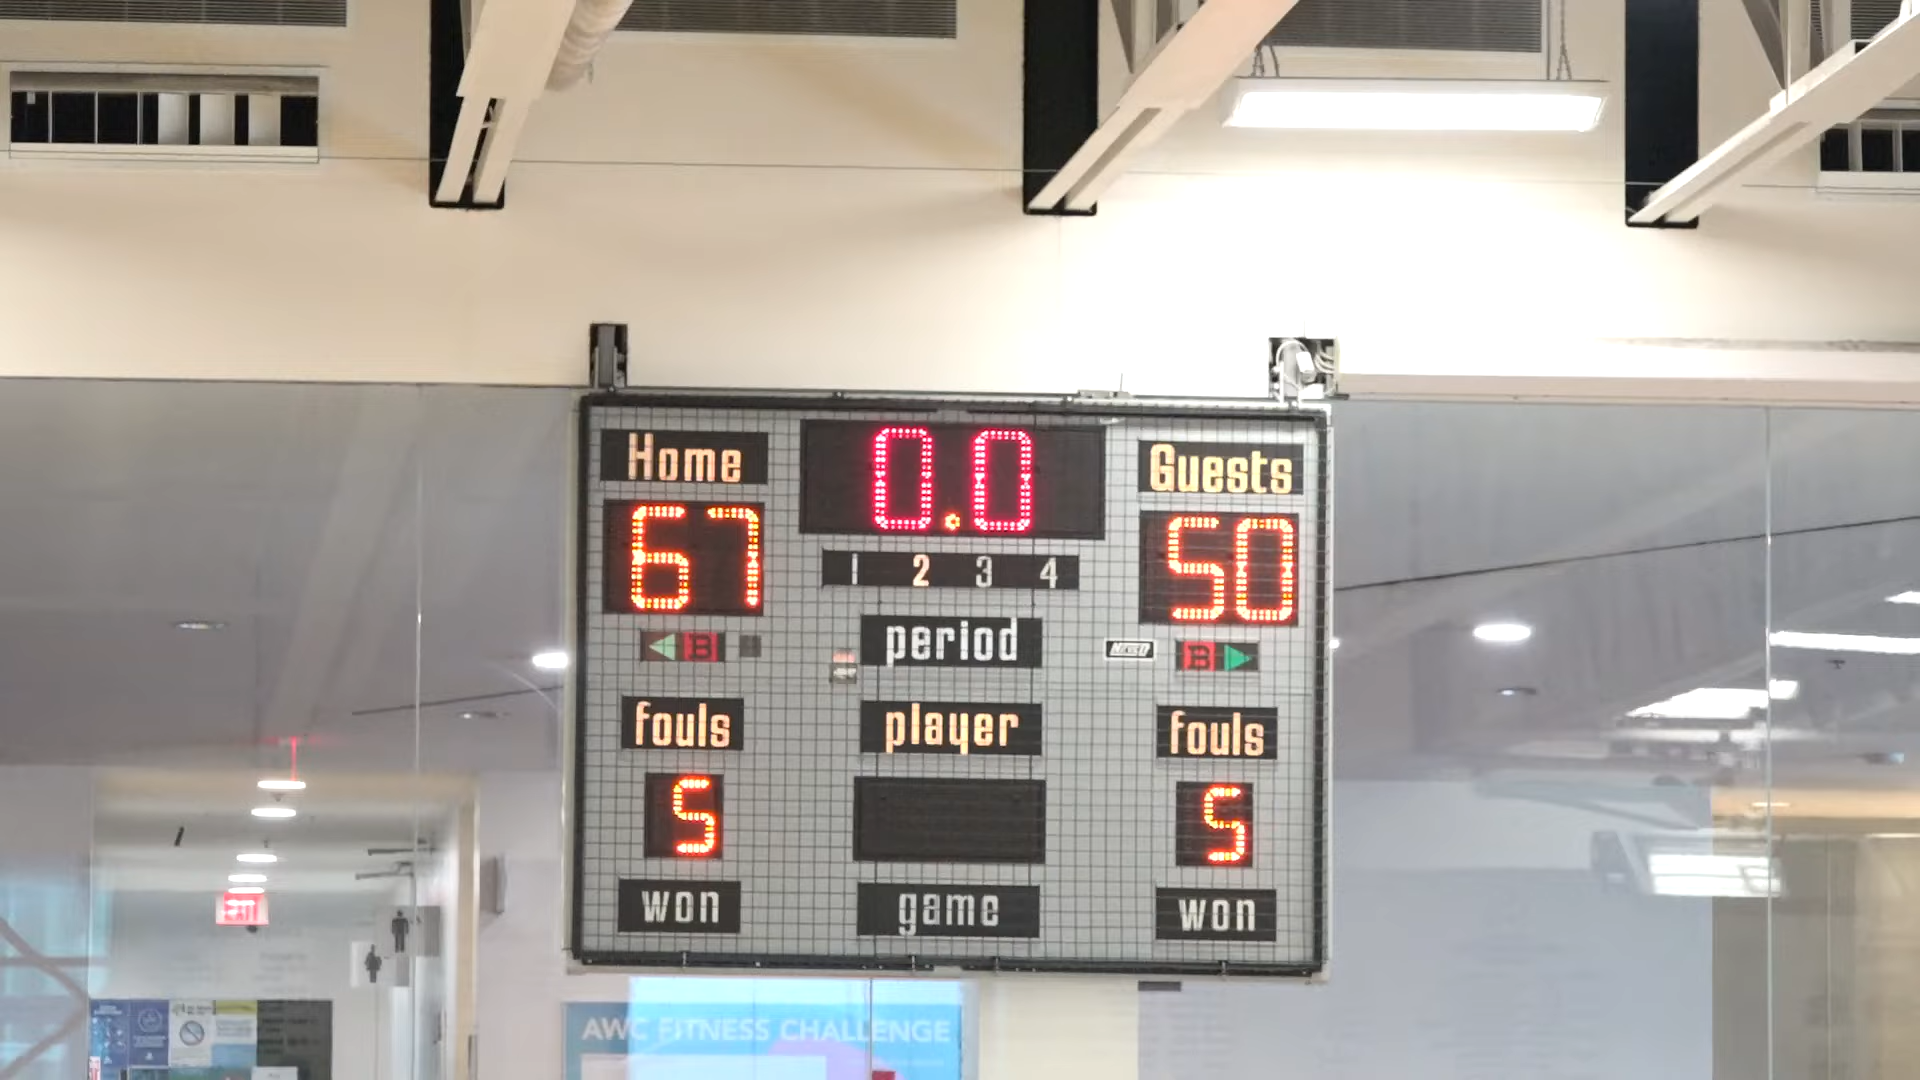 Home
0.0
Guests
67
50
1 2 3 4
period
B
B
fouls
player
fouls
5
5
won
game
won
EXIT
AWC FITNESS CHALLENGE